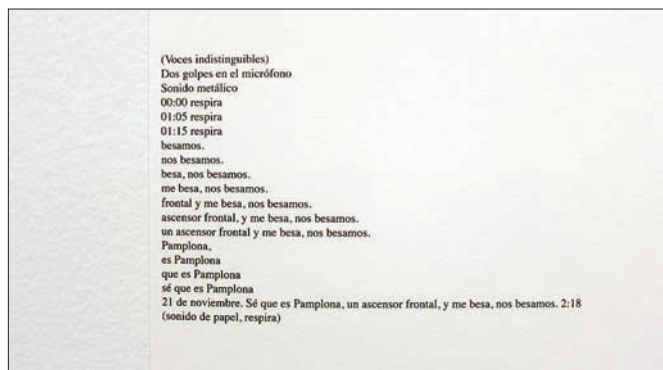 (Voces indistinguibles)
Dos golpes en el micrófono
Sonido metálico
00:00 respira
01:05 respira
01:15 respira
besamos.
nos besamos.
besa, nos besamos.
me besa, nos besamos.
frontal y me besa, nos besamos.
ascensor frontal, y me besa, nos besamos.
un ascensor frontal y me besa, nos besamos.
Pamplona,
es Pamplona
que es Pamplona
sé que es Pamplona
21 de noviembre. Sé que es Pamplona, un ascensor frontal, y me besa, nos besamos. 2:18
(sonido de papel, respira)